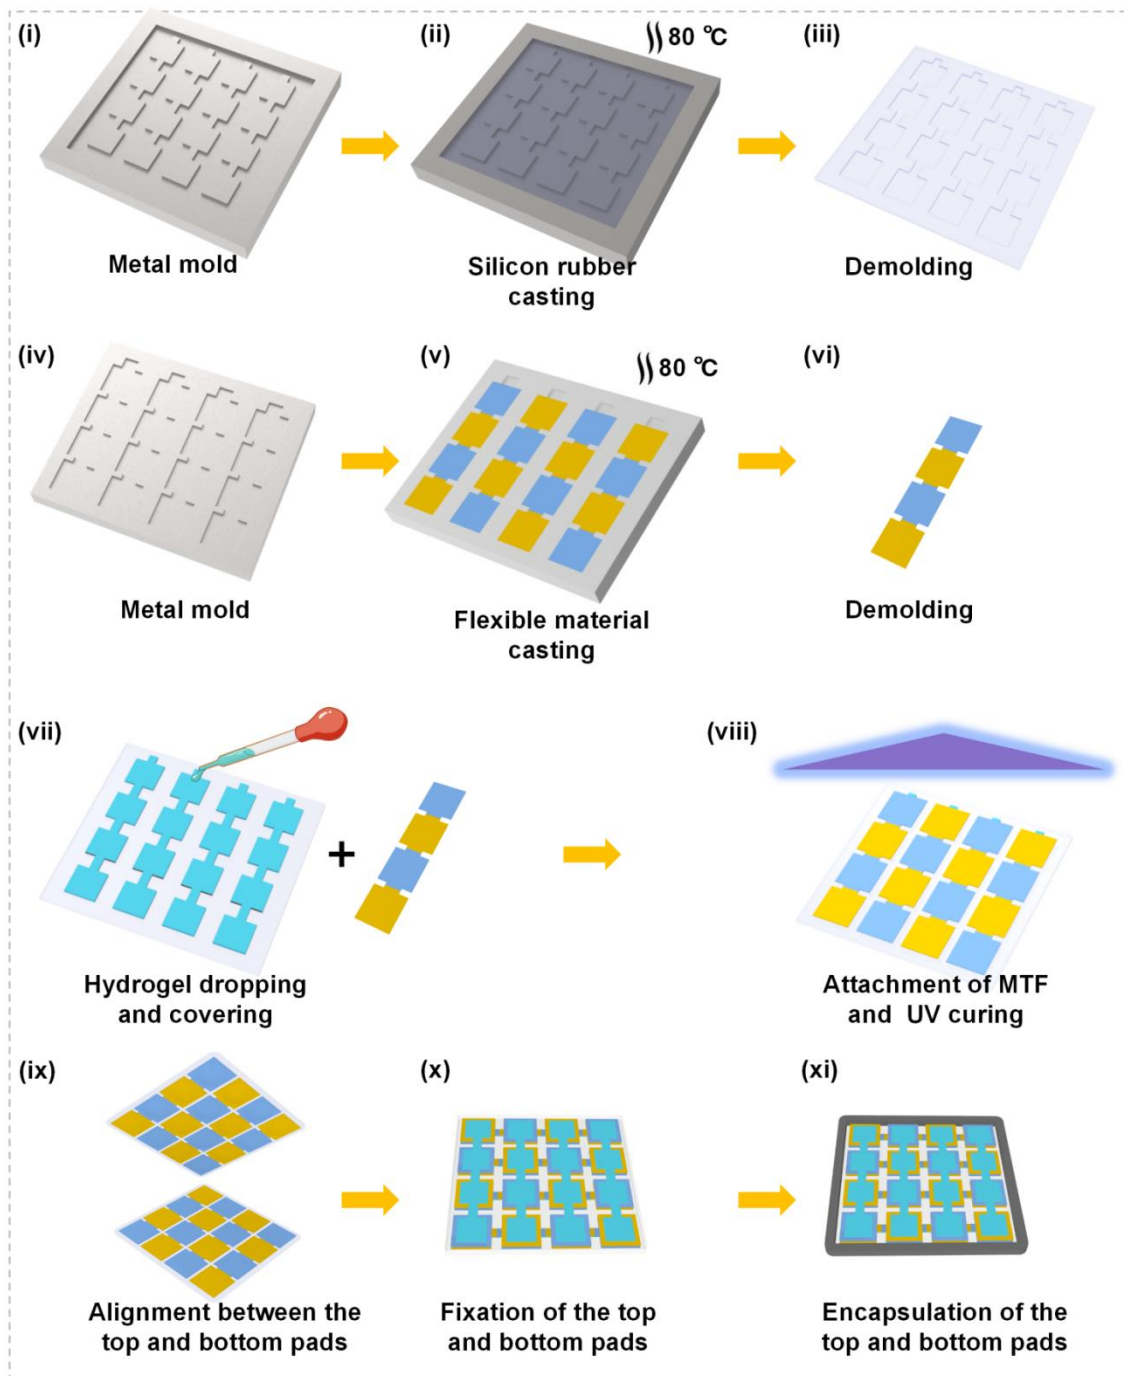 (i)
(ii)
80 ℃
(iii)
Metal mold
Silicon rubber
casting
Demolding
(iv)
(v)
80 ℃
(vi)
Metal mold
Flexible material
casting
Demolding
(vii)
+
(viii)
Hydrogel dropping
and covering
Attachment of MTF
and UV curing
(ix)
(x)
(xi)
Alignment between the
top and bottom pads
Fixation of the top
and bottom pads
Encapsulation of the
top and bottom pads